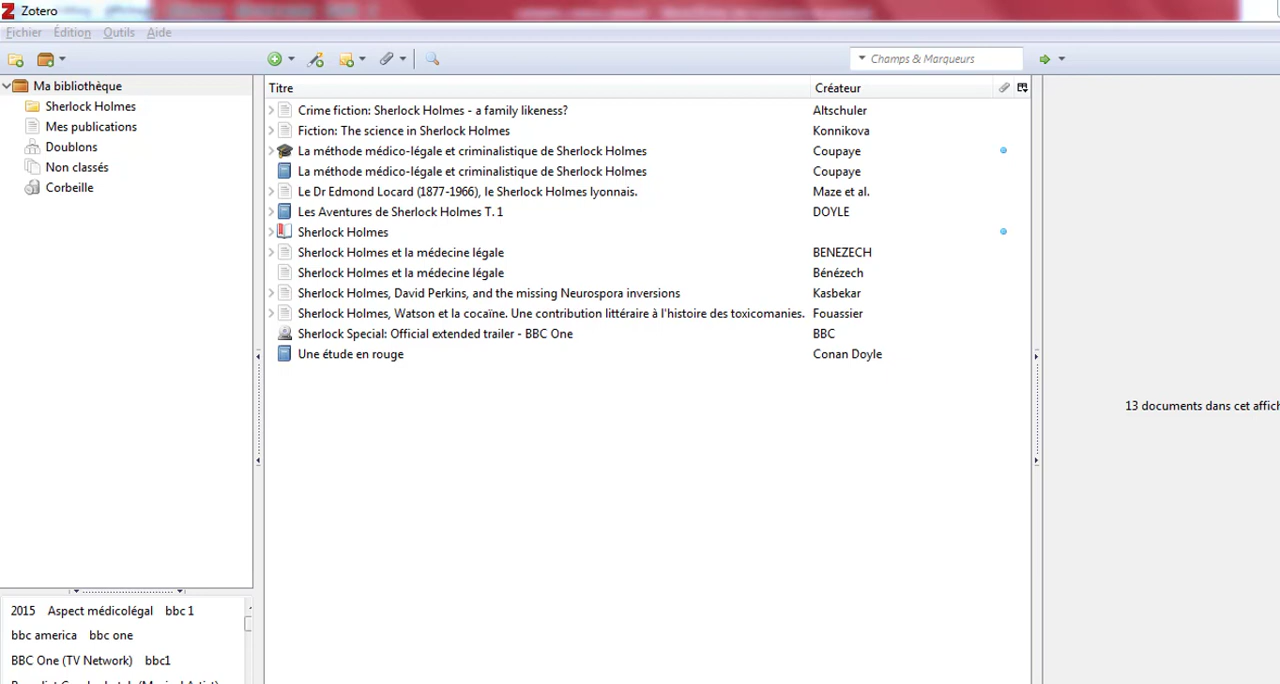 Zotero
Fichier Édition Outils Aide
Champs & Marqueurs
Ma bibliothèque
Sherlock Holmes
Mes publications
Doublons
Non classés
Corbeille
Titre Créateur
Crime fiction: Sherlock Holmes - a family likeness? Altschuler
Fiction: The science in Sherlock Holmes Konnikova
La méthode médico-légale et criminalistique de Sherlock Holmes Coupaye
La méthode médico-légale et criminalistique de Sherlock Holmes Coupaye
Le Dr Edmond Locard (1877-1966), le Sherlock Holmes lyonnais. Maze et al.
Les Aventures de Sherlock Holmes T. 1 DOYLE
Sherlock Holmes
Sherlock Holmes et la médecine légale BENEZECH
Sherlock Holmes et la médecine légale Bénézech
Sherlock Holmes, David Perkins, and the missing Neurospora inversions Kasbekar
Sherlock Holmes, Watson et la cocaïne. Une contribution littéraire à l'histoire des toxicomanies. Fouassier
Sherlock Special: Official extended trailer - BBC One BBC
Une étude en rouge Conan Doyle
13 documents dans cet affich
2015 Aspect médicolégal bbc 1
bbc america bbc one
BBC One (TV Network) bbc1